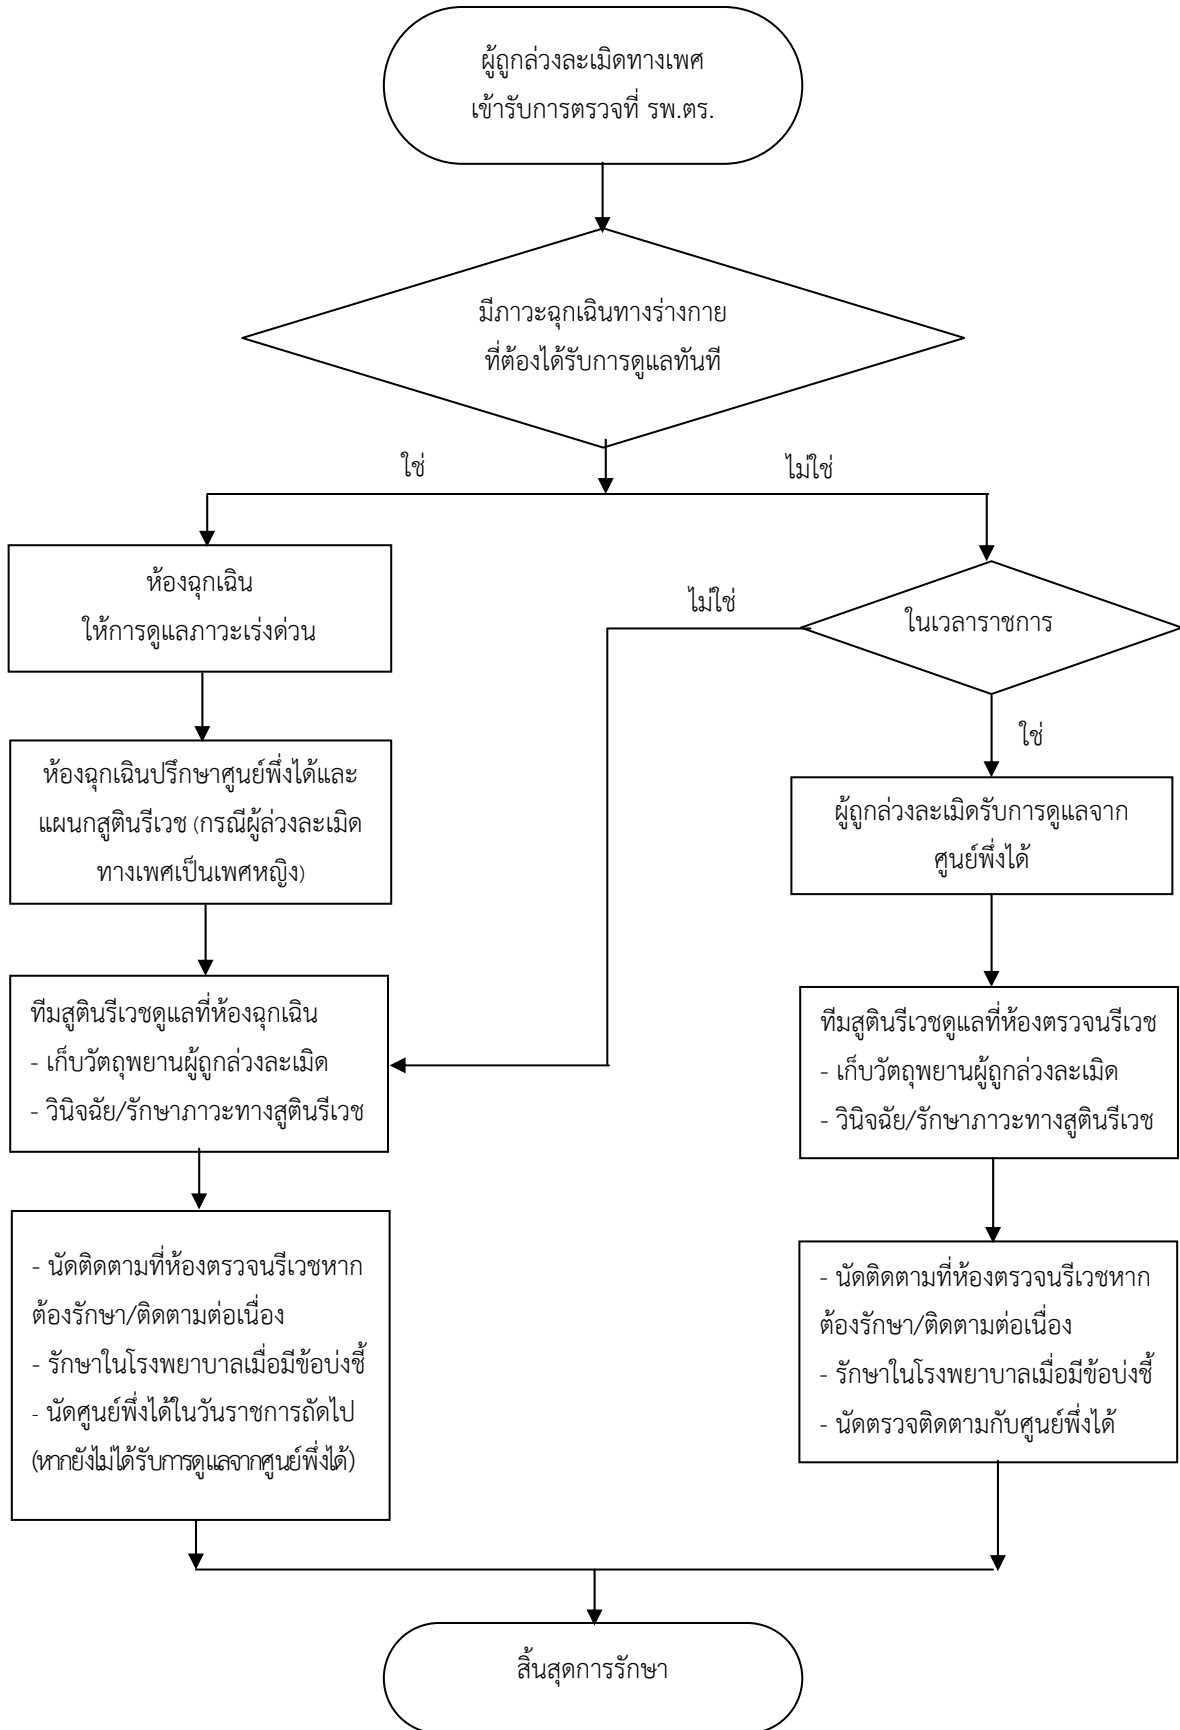 ผู้ถูกล่วงละเมิดทางเพศ
เข้ารับการตรวจที่ รพ.ตร.
มีภาวะฉุกเฉินทางร่างกาย
ที่ต้องได้รับการดูแลทันที
ใช่
ไม่ใช่
ห้องฉุกเฉิน
ให้การดูแลภาวะเร่งด่วน
ไม่ใช่
ในเวลาราชการ
ใช่
ห้องฉุกเฉินปรึกษาศูนย์พึ่งได้และ
แผนกสูตินรีเวช (กรณีผู้ล่วงละเมิด
ทางเพศเป็นเพศหญิง)
ผู้ถูกล่วงละเมิดรับการดูแลจาก
ศูนย์พึ่งได้
ทีมสูตินรีเวชดูแลที่ห้องฉุกเฉิน
- เก็บวัตถุพยานผู้ถูกล่วงละเมิด
- วินิจฉัย/รักษาภาวะทางสูตินรีเวช
ทีมสูตินรีเวชดูแลที่ห้องตรวจนรีเวช
- เก็บวัตถุพยานผู้ถูกล่วงละเมิด
- วินิจฉัย/รักษาภาวะทางสูตินรีเวช
- นัดติดตามที่ห้องตรวจนรีเวชหาก
ต้องรักษา/ติดตามต่อเนื่อง
- รักษาในโรงพยาบาลเมื่อมีข้อบ่งชี้
- นัดศูนย์พึ่งได้ในวันราชการถัดไป
(หากยังไม่ได้รับการดูแลจากศูนย์พึ่งได้)
- นัดติดตามที่ห้องตรวจนรีเวชหาก
ต้องรักษา/ติดตามต่อเนื่อง
- รักษาในโรงพยาบาลเมื่อมีข้อบ่งชี้
- นัดตรวจติดตามกับศูนย์พึ่งได้
สิ้นสุดการรักษา